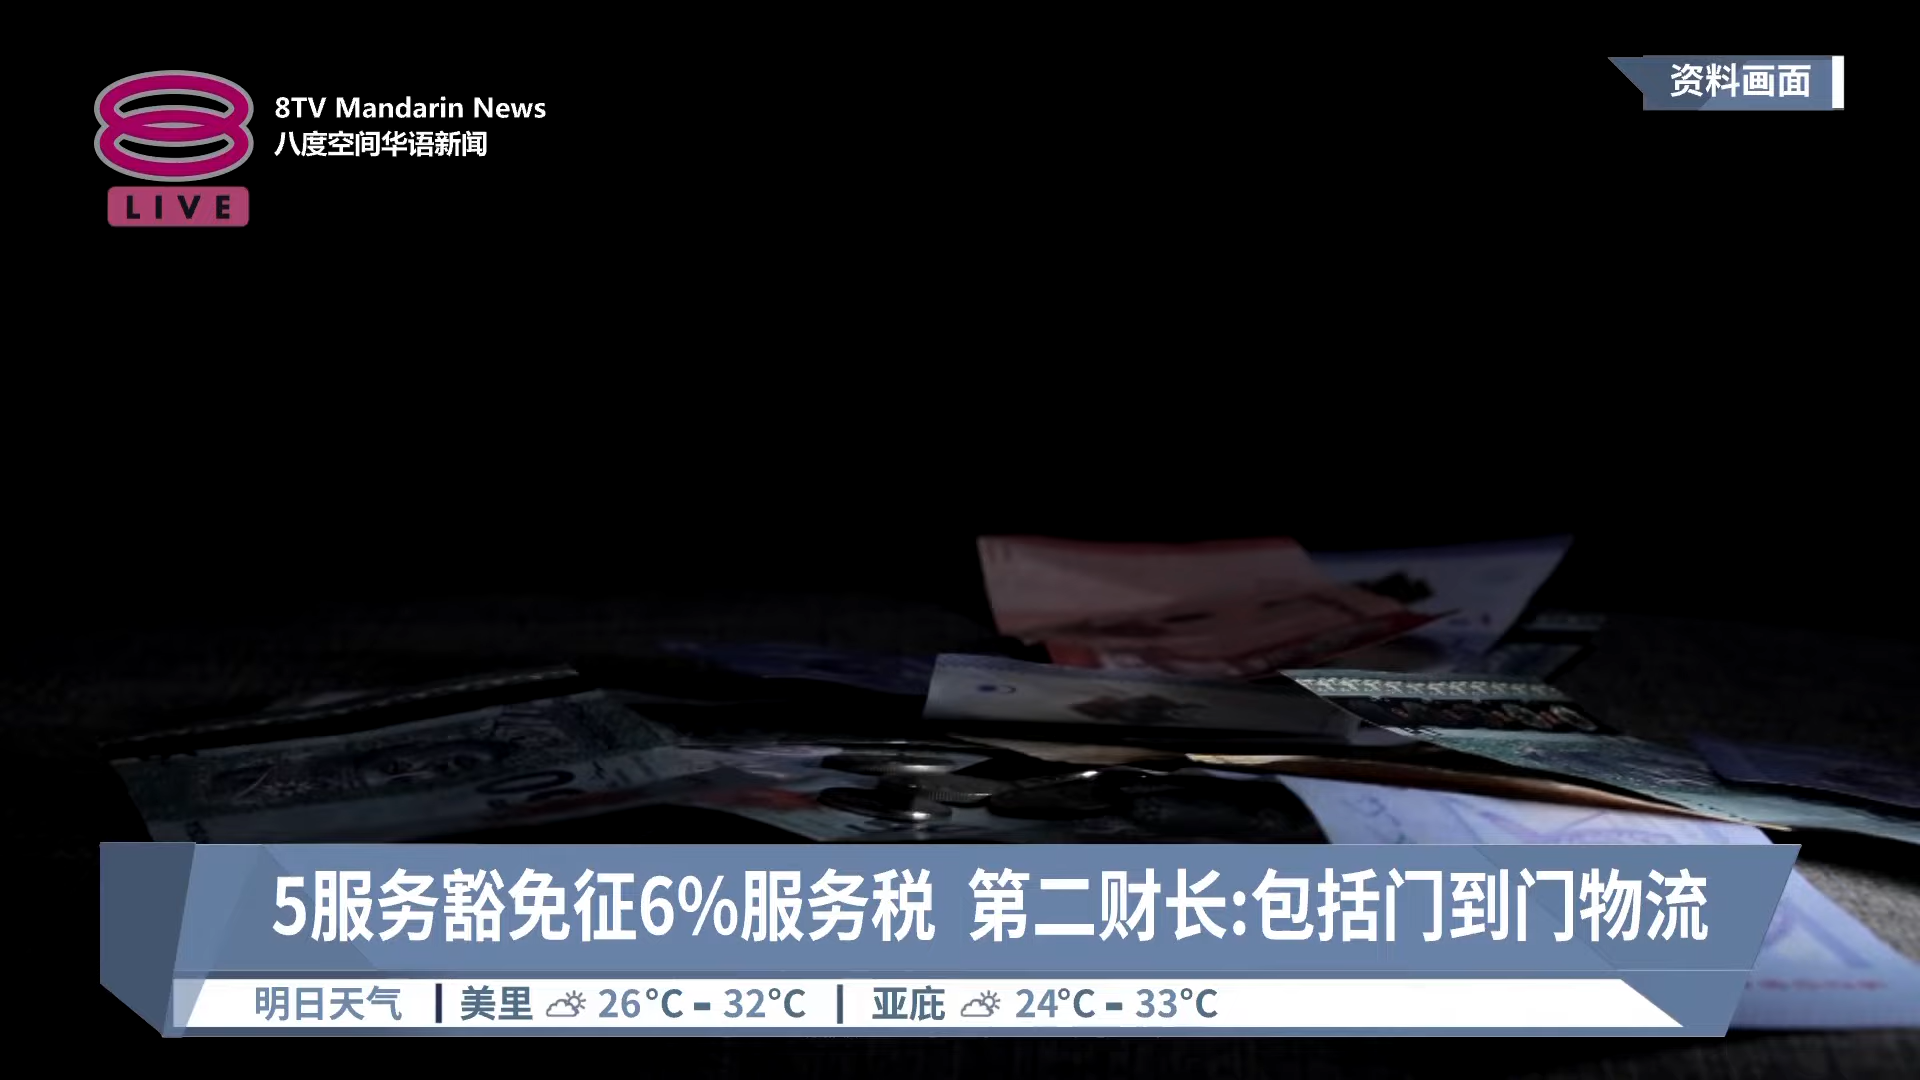 8TV Mandarin News
八度空间华语新闻
LIVE
资料画面
5服务豁免征6%服务税 第二财长:包括门到门物流
明日天气 | 美里 26°C - 32°C | 亚庇 24°C - 33°C